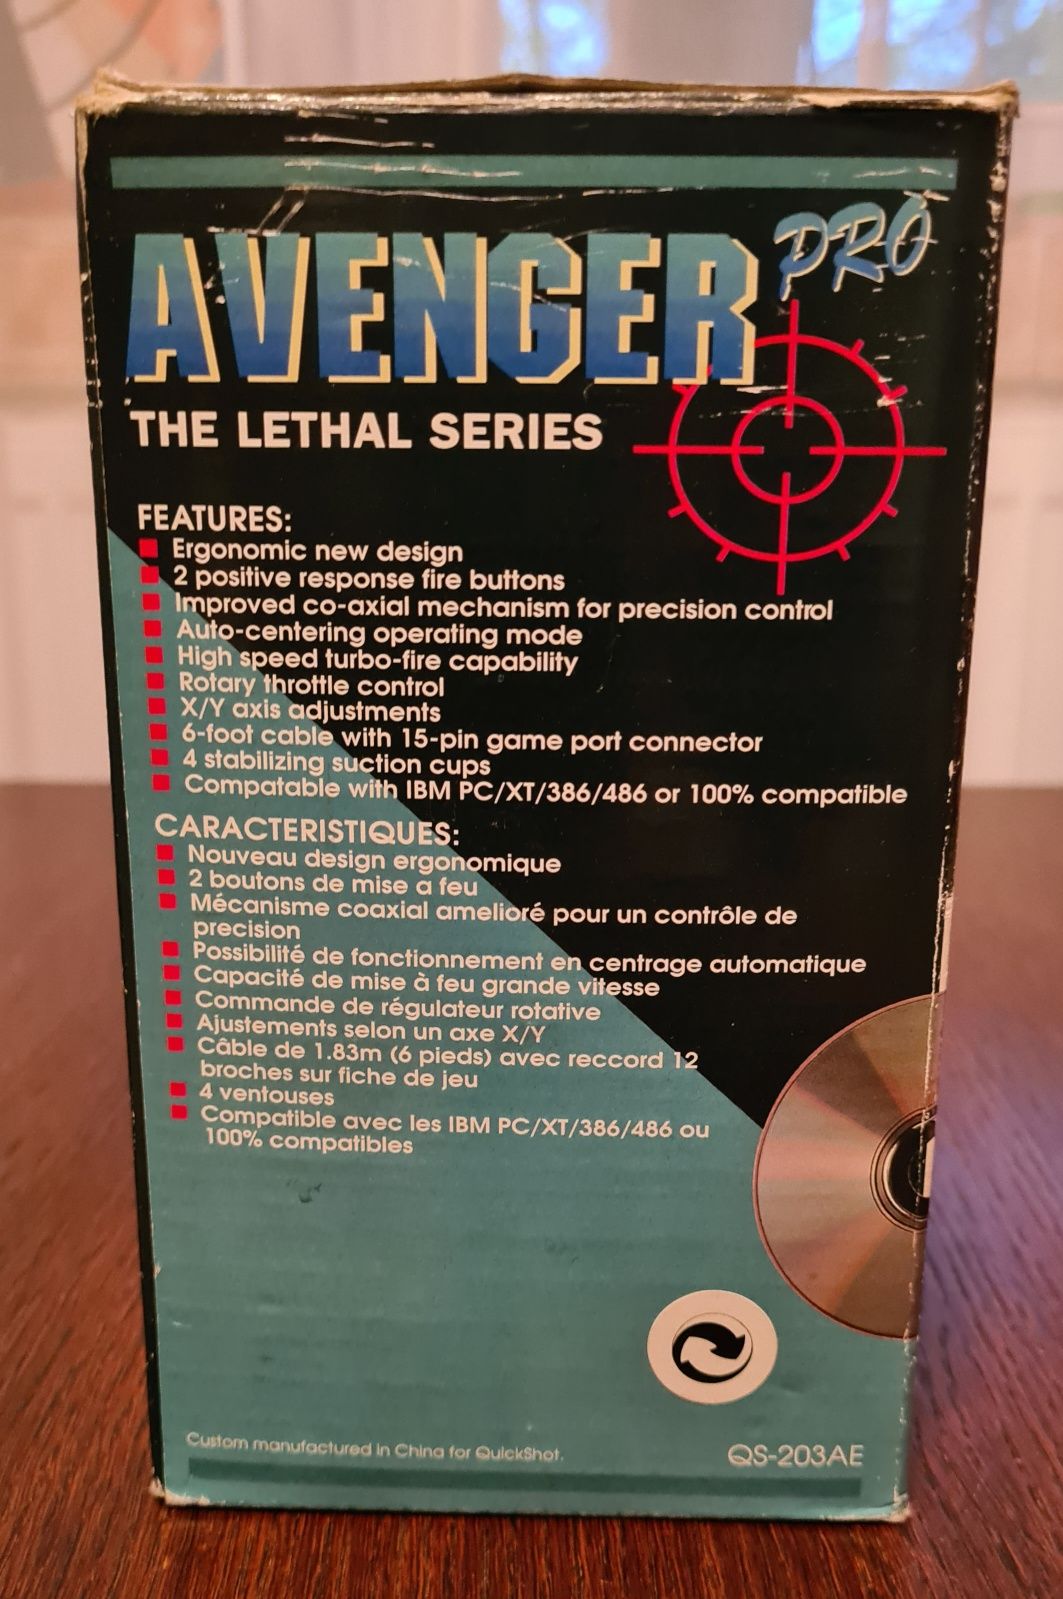 AVENGER PRO
THE LETHAL SERIES
FEATURES:
Ergonomic new design
2 positive response fire buttons
Improved co-axial mechanism for precision control
Auto-centering operating mode
High speed turbo-fire capability
Rotary throttle control
X/Y axis adjustments
6-foot cable with 15-pin game port connector
4 stabilizing suction cups
Compatable with IBM PC/XT/386/486 or 100% compatible
CARACTERISTIQUES:
Nouveau design ergonomique
2 boutons de mise a feu
Mécanisme coaxial amelioré pour un contrôle de
precision
Possibilité de fonctionnement en centrage automatique
Capacité de mise à feu grande vitesse
Commande de régulateur rotative
Ajustements selon un axe X/Y
Câble de 1.83m (6 pieds) avec reccord 12
broches sur fiche de jeu
4 ventouses
Compatible avec les IBM PC/XT/386/486 ou
100% compatibles
Custom manufactured in China for QuickShot.
QS-203AE